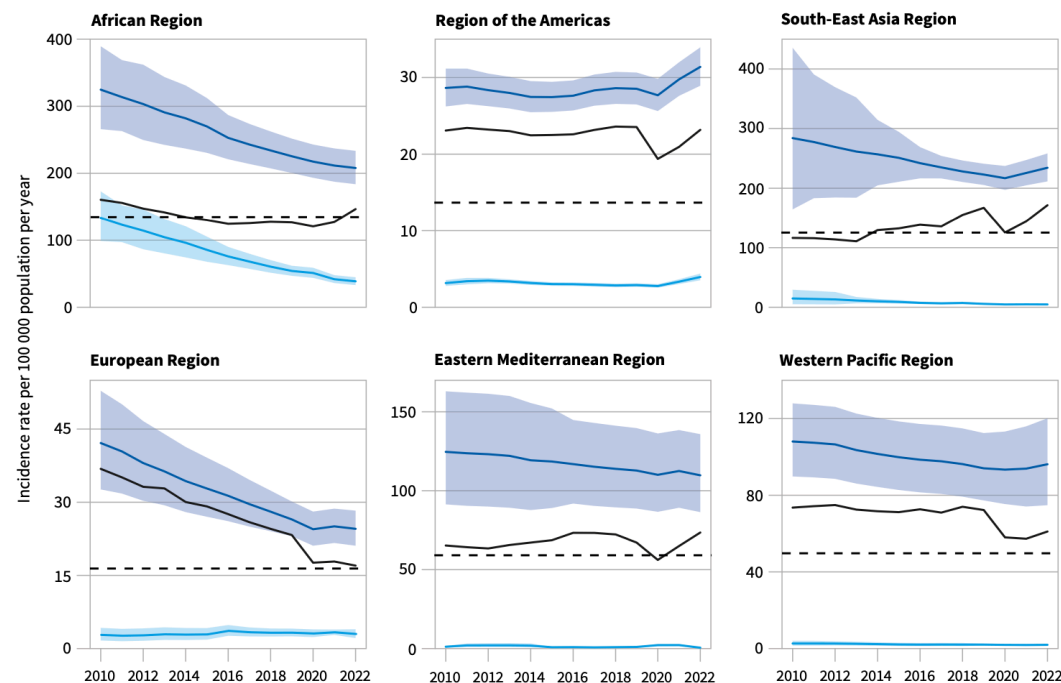 African Region
Region of the Americas
South-East Asia Region
400
300
200
100
0
30
20
10
0
400
300
200
100
0
Incidence rate per 100 000 population per year
European Region
Eastern Mediterranean Region
Western Pacific Region
45
30
15
0
150
100
50
0
120
80
40
0
2010 2012 2014 2016 2018 2020 2022
2010 2012 2014 2016 2018 2020 2022
2010 2012 2014 2016 2018 2020 2022